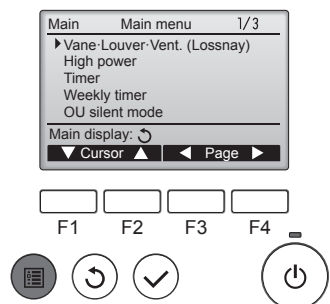 Main Main menu 1/3
Vane·Louver·Vent. (Lossnay)
High power
Timer
Weekly timer
OU silent mode
Main display:
Cursor Page
F1 F2 F3 F4